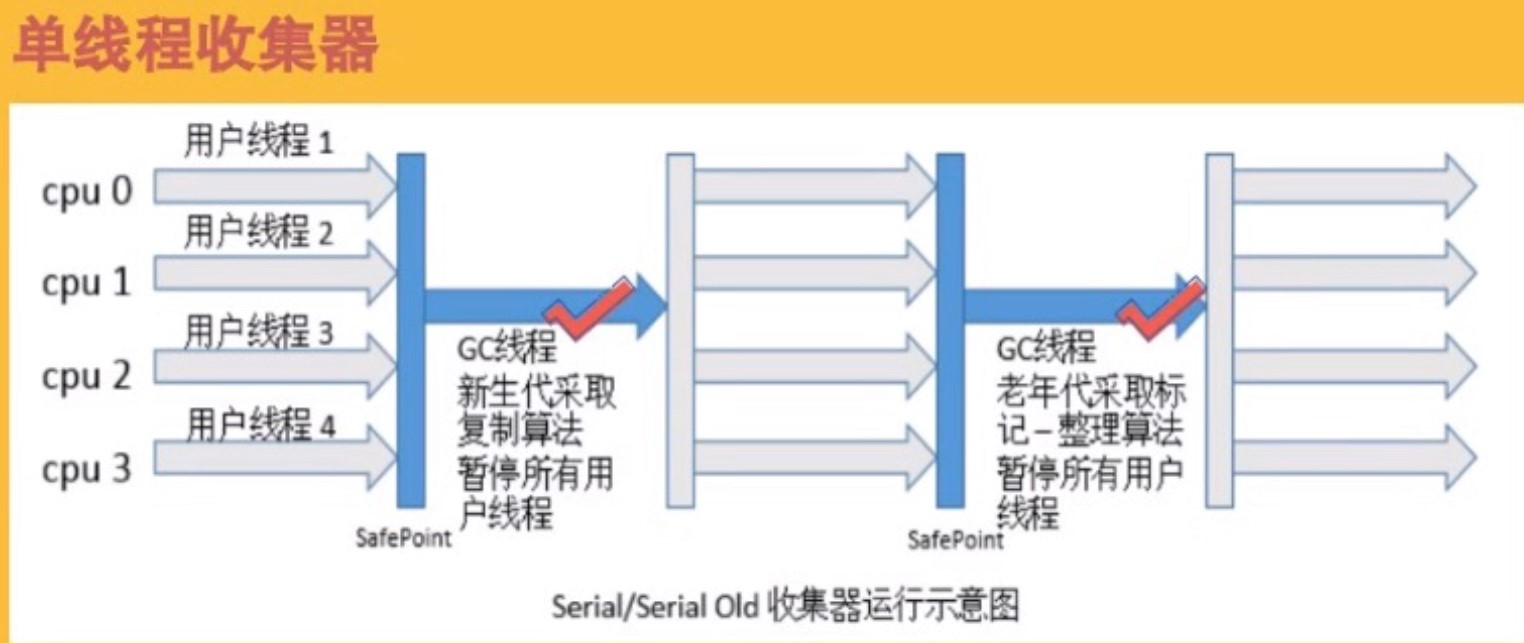 单线程收集器
用户线程 1
cpu 0
用户线程 2
cpu 1
用户线程 3
cpu 2
用户线程 4
cpu 3
SafePoint
GC线程
新生代采取
复制算法
暂停所有用
户线程
SafePoint
GC线程
老年代采取标
记－整理算法
暂停所有用户
线程
Serial/Serial Old 收集器运行示意图